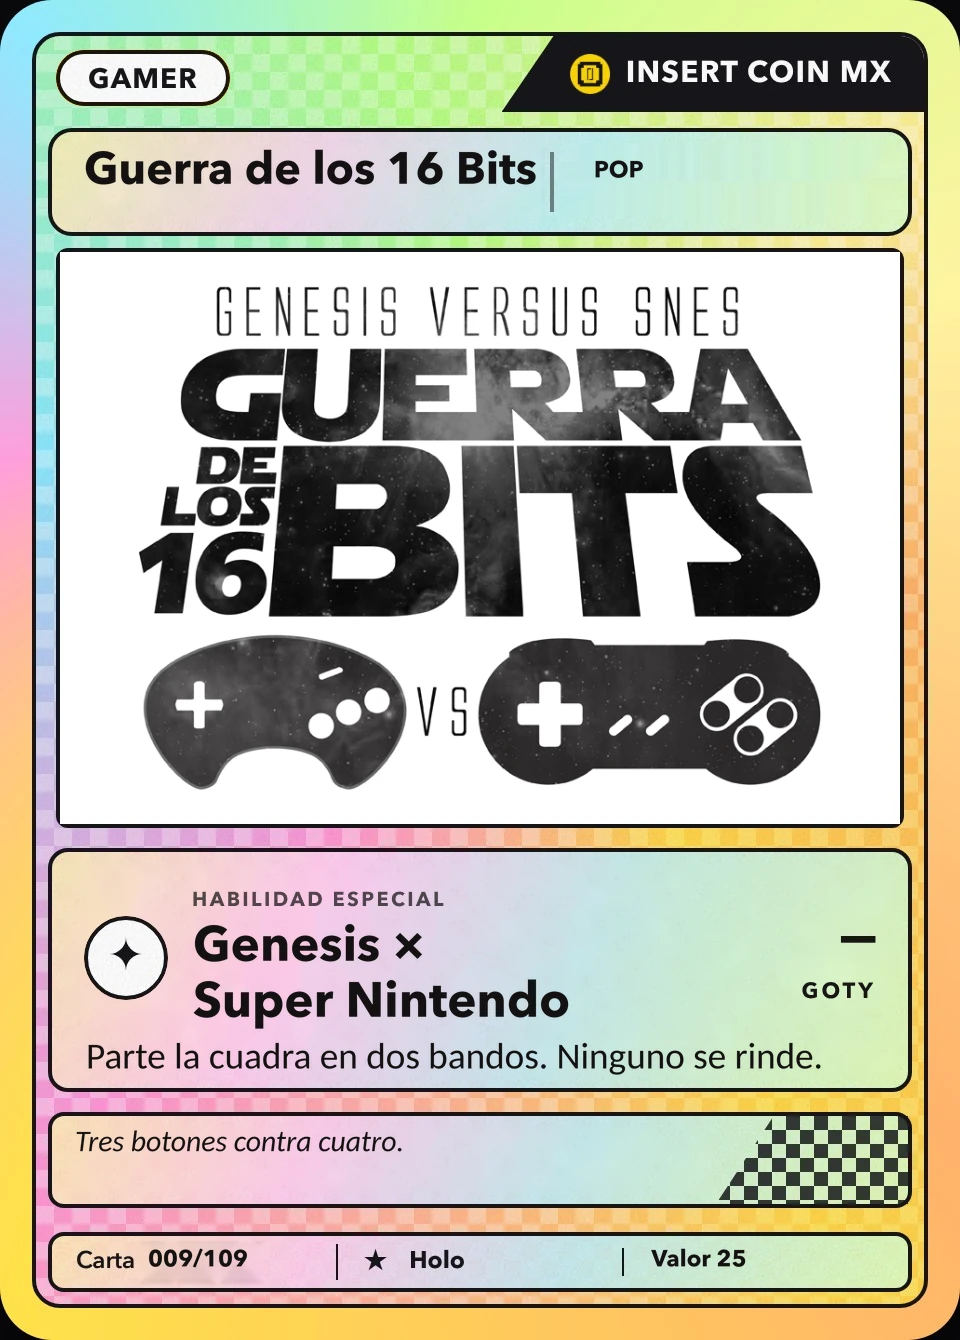 GAMER
INSERT COIN MX
Guerra de los 16 Bits
POP
GENESIS VERSUS SNES
GUERRA
DE
LOS
16
BITS
VS
HABILIDAD ESPECIAL
Genesis ×
Super Nintendo
—
GOTY
Parte la cuadra en dos bandos. Ninguno se rinde.
Tres botones contra cuatro.
Carta 009/109
★ Holo
Valor 25